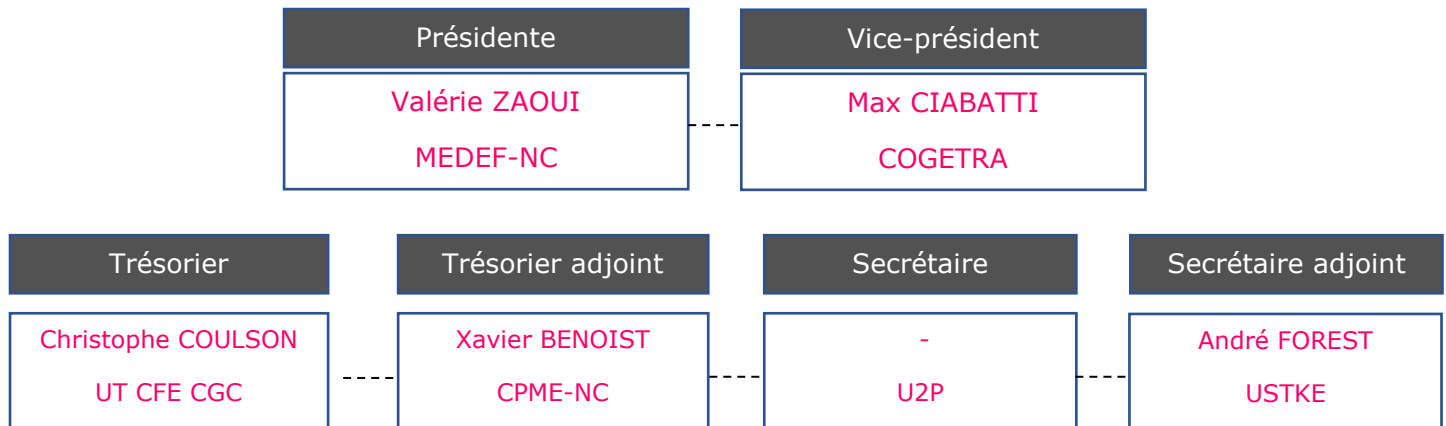 Présidente
Vice-président
Valérie ZAOUI
MEDEF-NC
Max CIABATTI
COGETRA
Trésorier
Trésorier adjoint
Secrétaire
Secrétaire adjoint
Christophe COULSON
UT CFE CGC
Xavier BENOIST
CPME-NC
-
U2P
André FOREST
USTKE